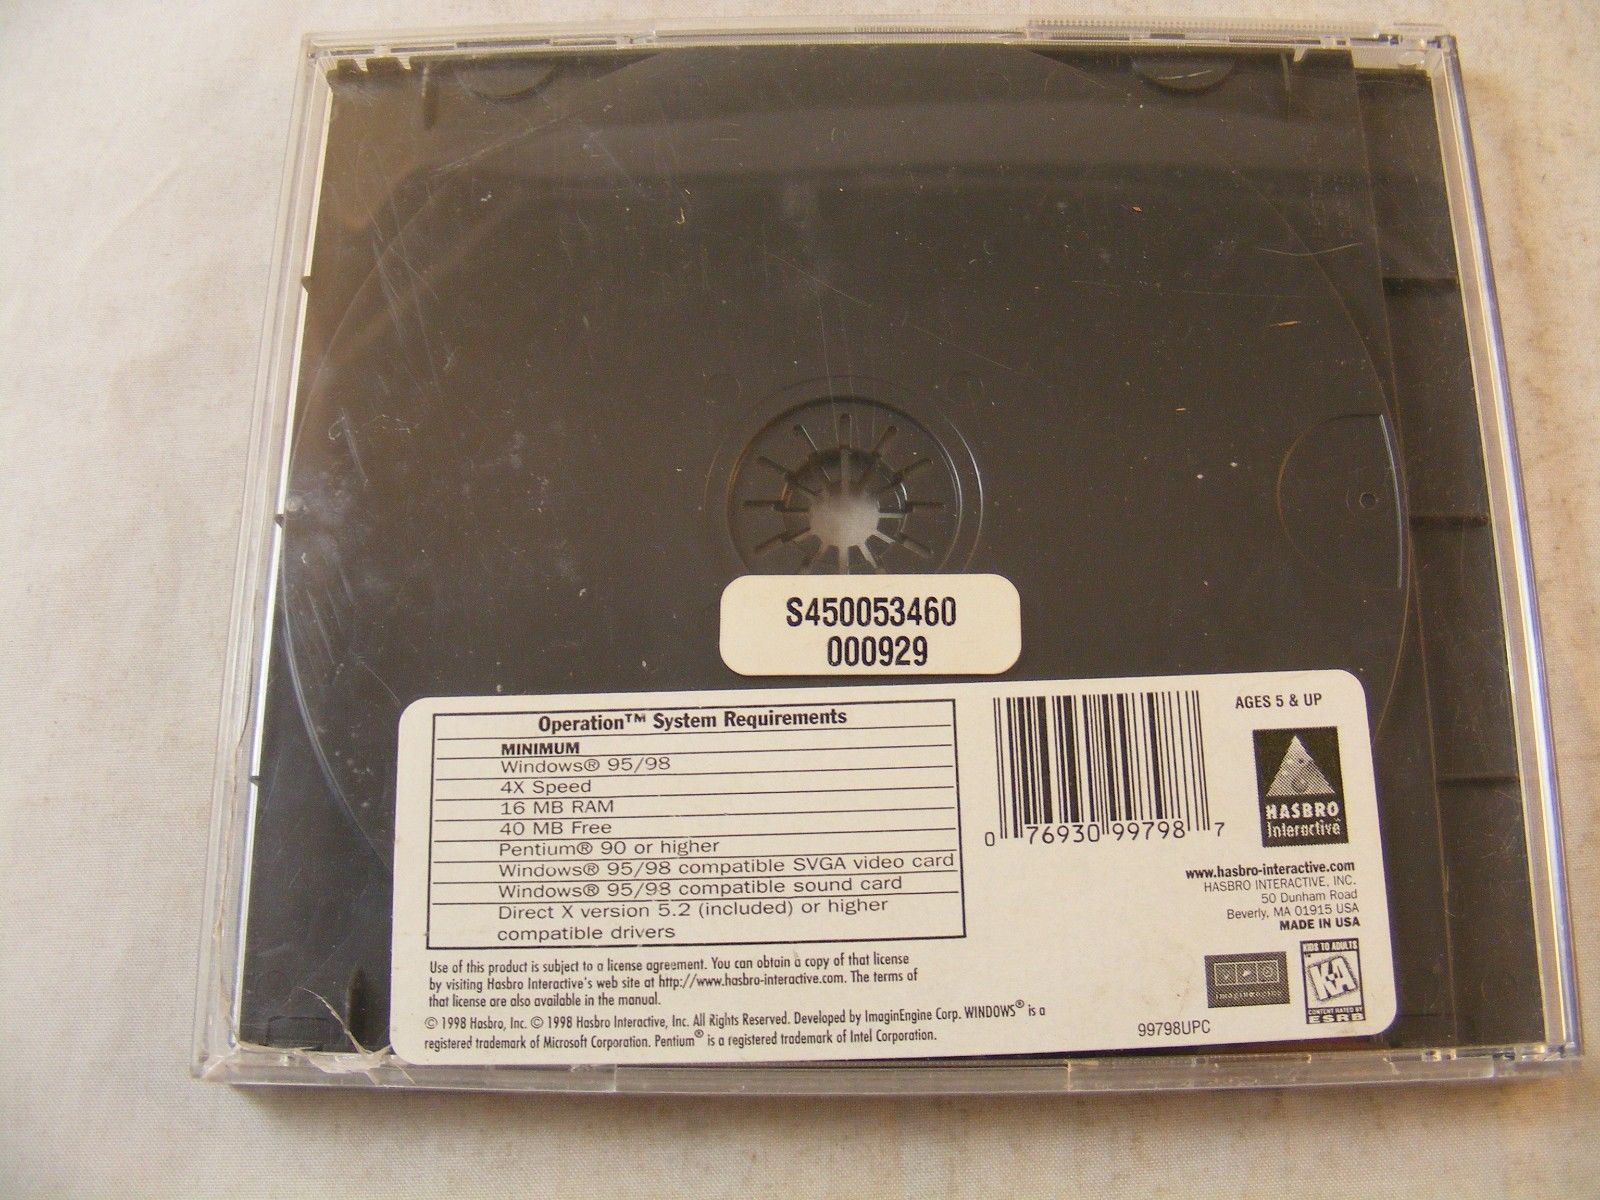 S450053460
000929
Operation™ System Requirements
MINIMUM
Windows® 95/98
4X Speed
16 MB RAM
40 MB Free
Pentium® 90 or higher
Windows® 95/98 compatible SVGA video card
Windows® 95/98 compatible sound card
Direct X version 5.2 (included) or higher
compatible drivers
Use of this product is subject to a license agreement. You can obtain a copy of that license
by visiting Hasbro Interactive's web site at http://www.hasbro-interactive.com. The terms of
that license are also available in the manual.
© 1998 Hasbro, Inc. © 1998 Hasbro Interactive, Inc. All Rights Reserved. Developed by ImaginEngine Corp. WINDOWS® is a
registered trademark of Microsoft Corporation. Pentium® is a registered trademark of Intel Corporation.
0 76930 99798 7
AGES 5 & UP
HASBRO
Interactive
www.hasbro-interactive.com
HASBRO INTERACTIVE, INC.
50 Dunham Road
Beverly, MA 01915 USA
MADE IN USA
imaginengine
KIDS TO ADULTS
K-A
CONTENT RATED BY
ESRB
99798UPC